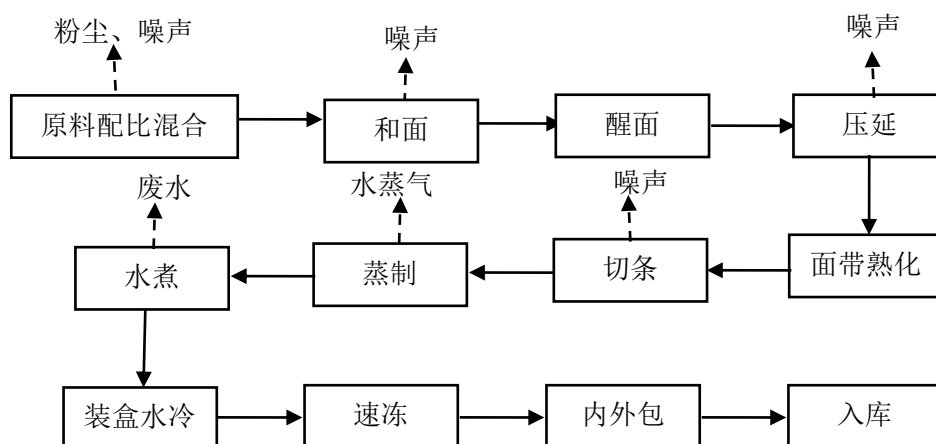 粉尘、噪声
噪声
噪声
原料配比混合
和面
醒面
压延
废水
水蒸气
噪声
水煮
蒸制
切条
面带熟化
装盒水冷
速冻
内外包
入库